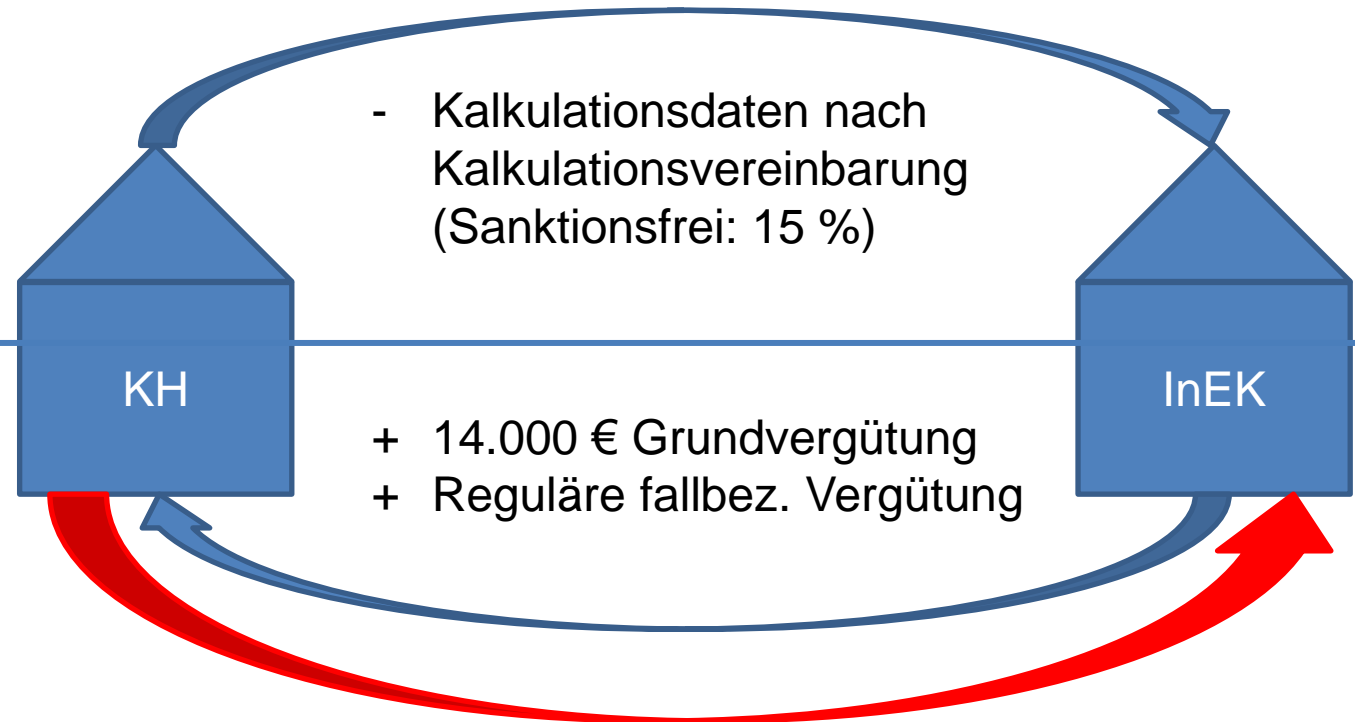 - Kalkulationsdaten nach
Kalkulationsvereinbarung
(Sanktionsfrei: 15 %)
KH
InEK
+ 14.000 € Grundvergütung
+ Reguläre fallbez. Vergütung